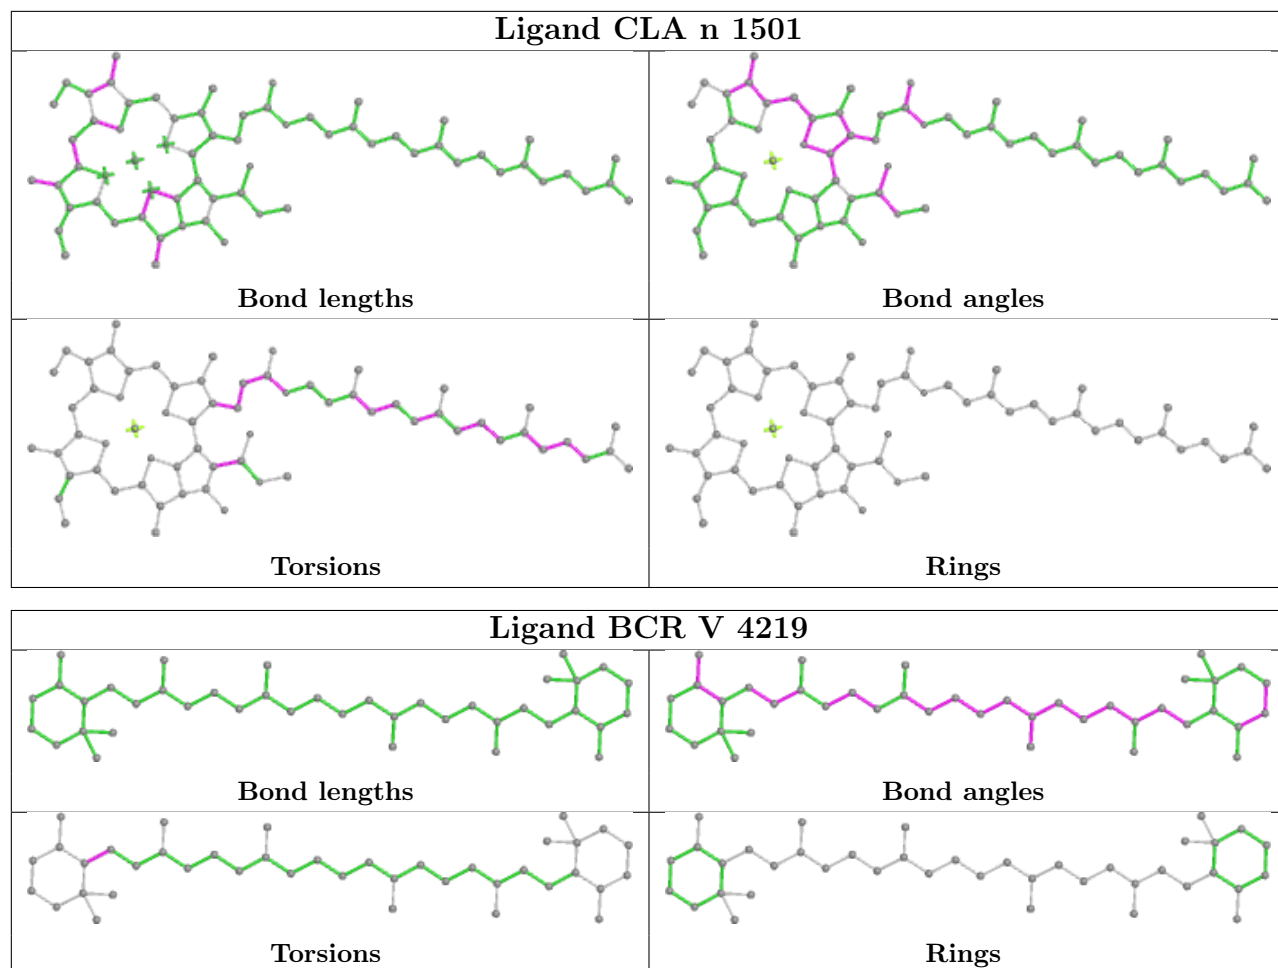 Ligand CLA n 1501
Bond lengths
Bond angles
Torsions
Rings
Ligand BCR V 4219
Bond lengths
Bond angles
Torsions
Rings